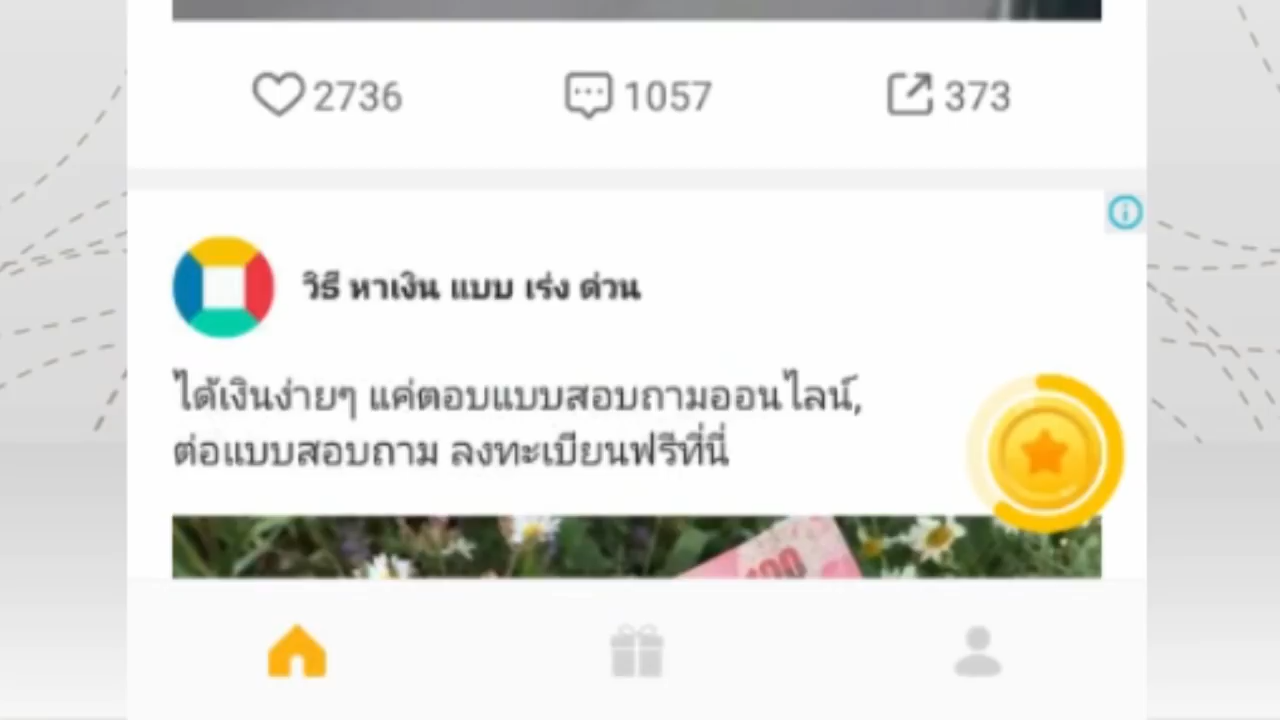 2736 1057 373
วิธี หาเงิน แบบ เร่ง ด่วน
ได้เงินง่ายๆ แค่ตอบแบบสอบถามออนไลน์,
ต่อแบบสอบถาม ลงทะเบียนฟรีที่นี่
100